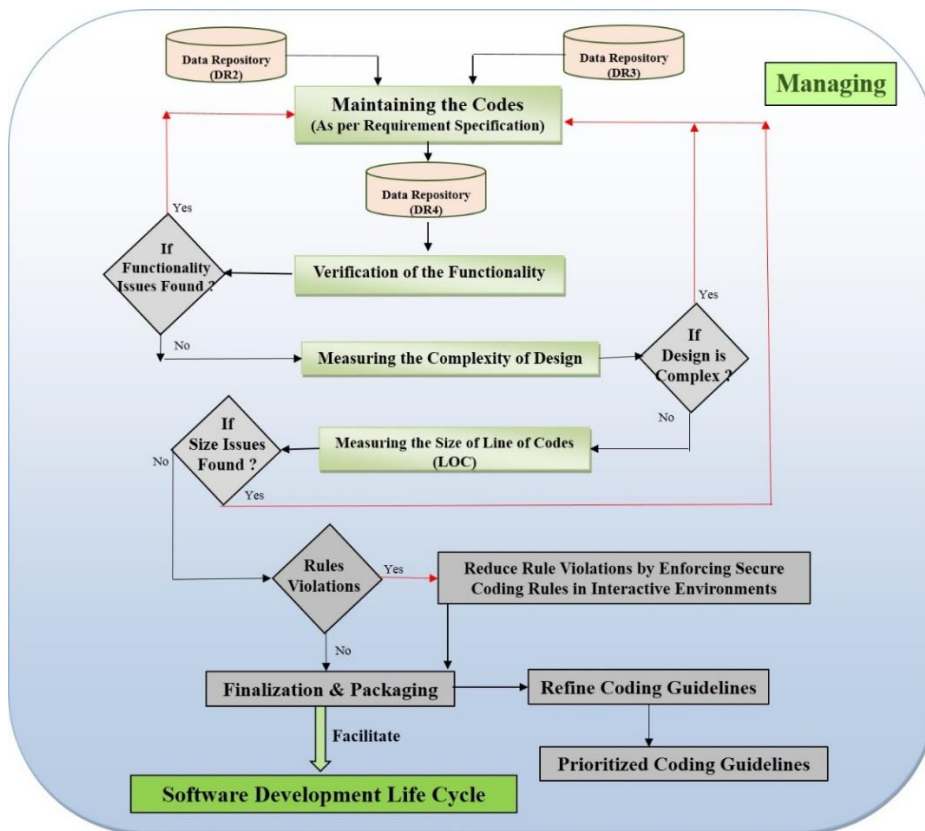 Data Repository
(DR2)
Data Repository
(DR3)
Managing
Maintaining the Codes
(As per Requirement Specification)
Data Repository
(DR4)
Yes
If
Functionality
Issues Found ?
Verification of the Functionality
Yes
No
Measuring the Complexity of Design
If
Design is
Complex ?
No
If
Size Issues
Found ?
Measuring the Size of Line of Codes
(LOC)
No
Yes
Rules
Violations
Yes
Reduce Rule Violations by Enforcing Secure
Coding Rules in Interactive Environments
No
Finalization & Packaging
Refine Coding Guidelines
Facilitate
Prioritized Coding Guidelines
Software Development Life Cycle